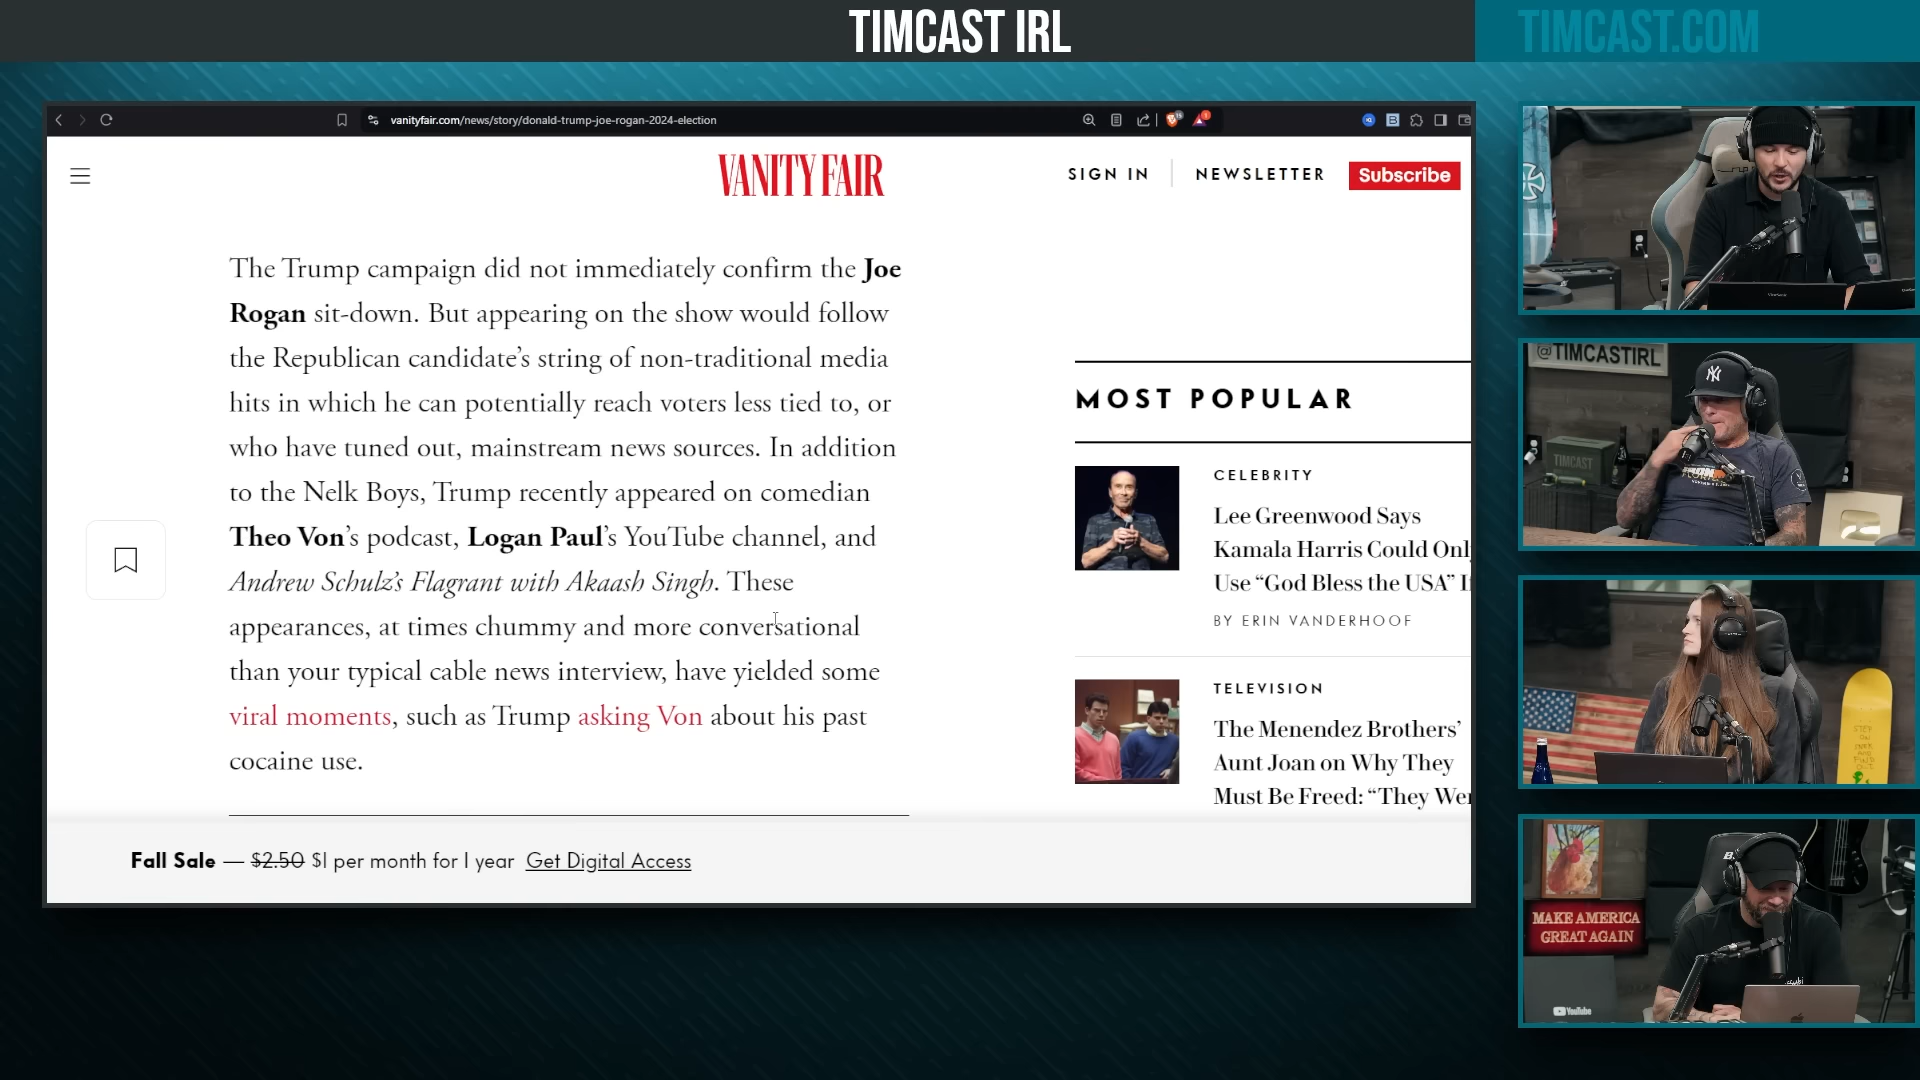 TIMCAST IRL
TIMCAST.COM
vanityfair.com/news/story/donald-trump-joe-rogan-2024-election
VANITY FAIR
SIGN IN
NEWSLETTER
Subscribe
The Trump campaign did not immediately confirm the Joe
Rogan sit-down. But appearing on the show would follow
the Republican candidate’s string of non-traditional media
hits in which he can potentially reach voters less tied to, or
who have tuned out, mainstream news sources. In addition
to the Nelk Boys, Trump recently appeared on comedian
Theo Von’s podcast, Logan Paul’s YouTube channel, and
Andrew Schulz’s Flagrant with Akaash Singh. These
appearances, at times chummy and more conversational
than your typical cable news interview, have yielded some
viral moments, such as Trump asking Von about his past
cocaine use.
MOST POPULAR
CELEBRITY
Lee Greenwood Says
Kamala Harris Could Onl
Use “God Bless the USA” I
BY ERIN VANDERHOOF
TELEVISION
The Menendez Brothers’
Aunt Joan on Why They
Must Be Freed: “They We
Fall Sale — $2.50 $1 per month for 1 year Get Digital Access
@TIMCASTIRL
TIMCAST
MAKE AMERICA
GREAT AGAIN
YouTube